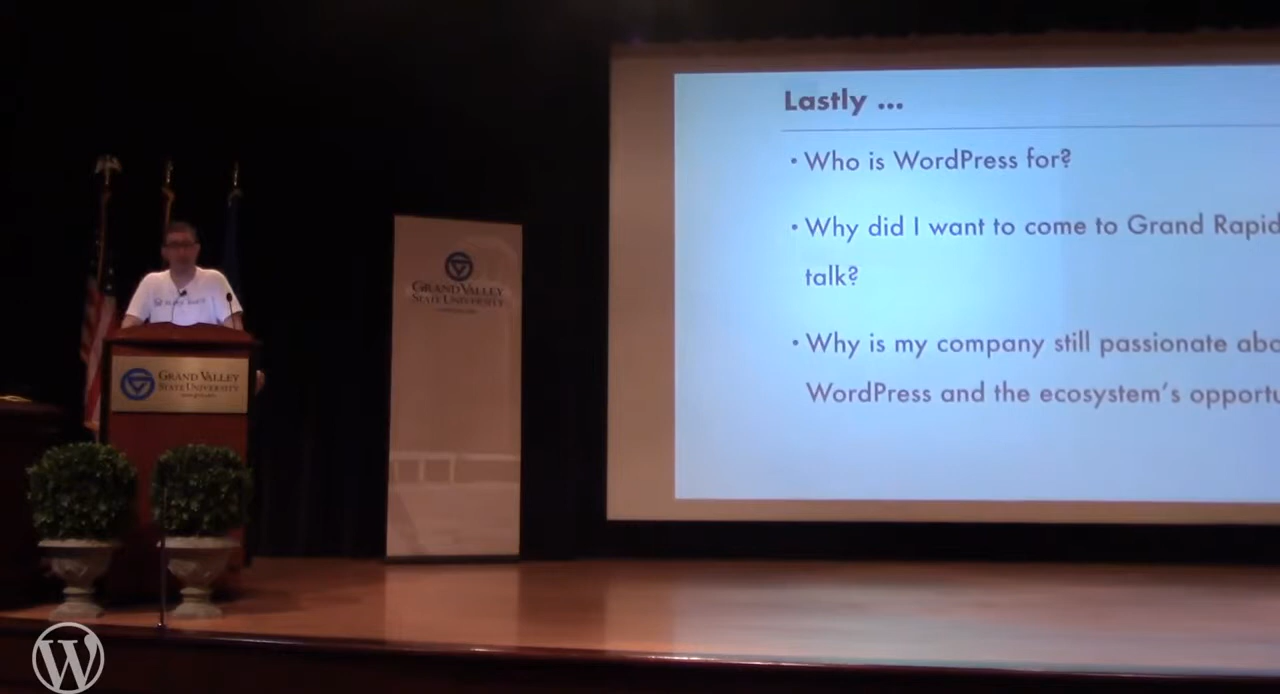 Lastly ...
• Who is WordPress for?
• Why did I want to come to Grand Rapid
talk?
• Why is my company still passionate abo
WordPress and the ecosystem's opportu
GRAND VALLEY
STATE UNIVERSITY
GRAND VALLEY
STATE UNIVERSITY
W